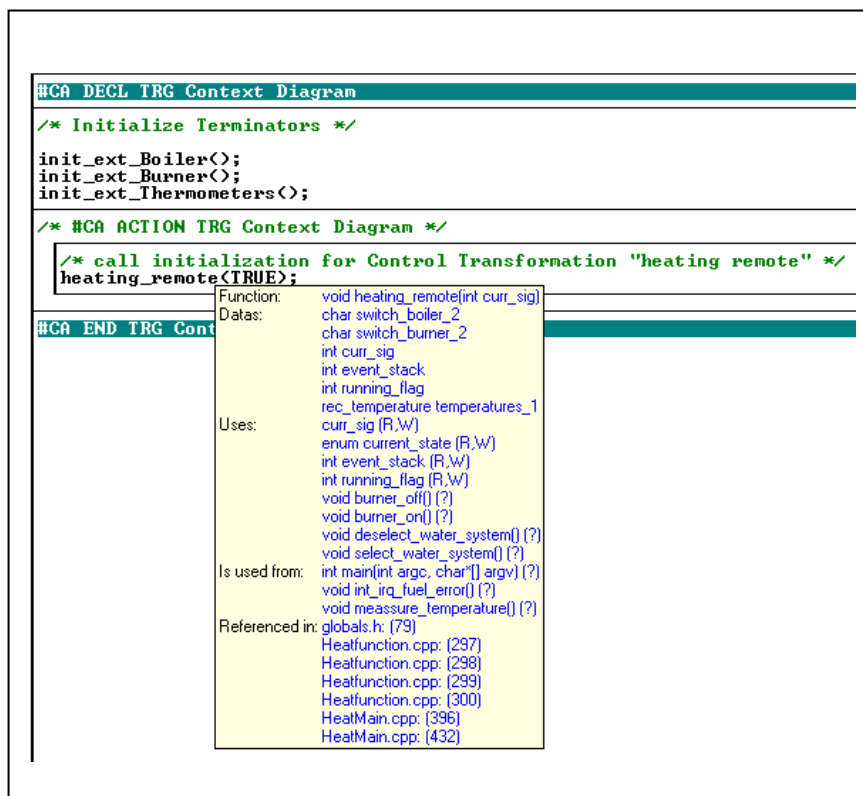 #CA DECL TRG Context Diagram
/* Initialize Terminators */
init_ext_Boiler();
init_ext_Burner();
init_ext_Thermometers();
/* #CA ACTION TRG Context Diagram */
/* call initialization for Control Transformation "heating remote" */
heating_remote(TRUE);
Function: void heating_remote(int curr_sig)
Datas: char switch_boiler_2
char switch_burner_2
#CA END TRG Cont
int curr_sig
int event_stack
int running_flag
rec_temperature temperatures_1
Uses: curr_sig (R,W)
enum current_state (R,W)
int event_stack (R,W)
int running_flag (R,W)
void burner_off() (?)
void burner_on() (?)
void deselect_water_system() (?)
void select_water_system() (?)
Is used from: int main(int argc, char*[] argv) (?)
void int_irq_fuel_error() (?)
void meassure_temperature() (?)
Referenced in: globals.h: (79)
Heatfunction.cpp: (297)
Heatfunction.cpp: (298)
Heatfunction.cpp: (299)
Heatfunction.cpp: (300)
HeatMain.cpp: (396)
HeatMain.cpp: (432)